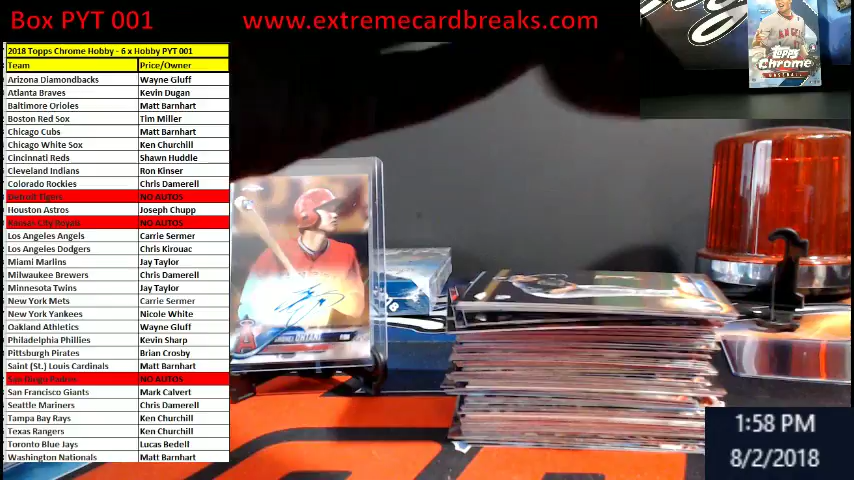 Box PYT 001
www.extremecardbreaks.com
2018 Topps Chrome Hobby - 6 x Hobby PYT 001
Team Price/Owner
Arizona Diamondbacks Wayne Gluff
Atlanta Braves Kevin Dugan
Baltimore Orioles Matt Barnhart
Boston Red Sox Tim Miller
Chicago Cubs Matt Barnhart
Chicago White Sox Ken Churchill
Cincinnati Reds Shawn Huddle
Cleveland Indians Ron Kinser
Colorado Rockies Chris Damerell
Detroit Tigers NO AUTOS
Houston Astros Joseph Chupp
Kansas City Royals NO AUTOS
Los Angeles Angels Carrie Sermer
Los Angeles Dodgers Chris Kirouac
Miami Marlins Jay Taylor
Milwaukee Brewers Chris Damerell
Minnesota Twins Jay Taylor
New York Mets Carrie Sermer
New York Yankees Nicole White
Oakland Athletics Wayne Gluff
Philadelphia Phillies Kevin Sharp
Pittsburgh Pirates Brian Crosby
Saint (St.) Louis Cardinals Matt Barnhart
San Diego Padres NO AUTOS
San Francisco Giants Mark Calvert
Seattle Mariners Chris Damerell
Tampa Bay Rays Ken Churchill
Texas Rangers Ken Churchill
Toronto Blue Jays Lucas Bedell
Washington Nationals Matt Barnhart
Topps
Chrome
BASEBALL
OHTANI
1:58 PM
8/2/2018